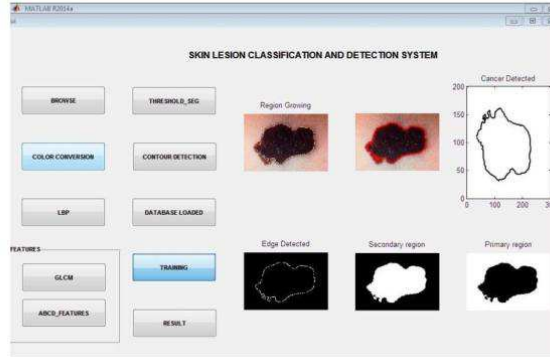 MATLAB R2014a
SKIN LESION CLASSIFICATION AND DETECTION SYSTEM
BROWSE
THRESHOLD_SEG
COLOR CONVERSION
CONTOUR DETECTION
LBP
DATABASE LOADED
FEATURES
GLCM
ABCD_FEATURES
TRAINING
RESULT
Region Growing
Cancer Detected
200
150
100
50
0
0 100 200
Edge Detected
Secondary region
Primary region